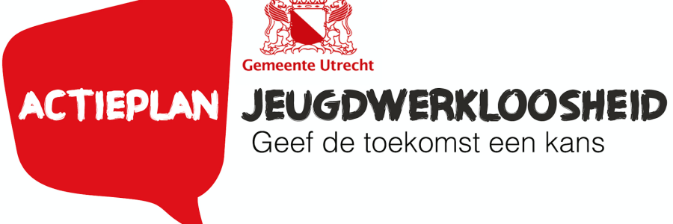 Gemeente Utrecht
ACTIEPLAN JEUGDWERKLOOSHEID
Geef de toekomst een kans